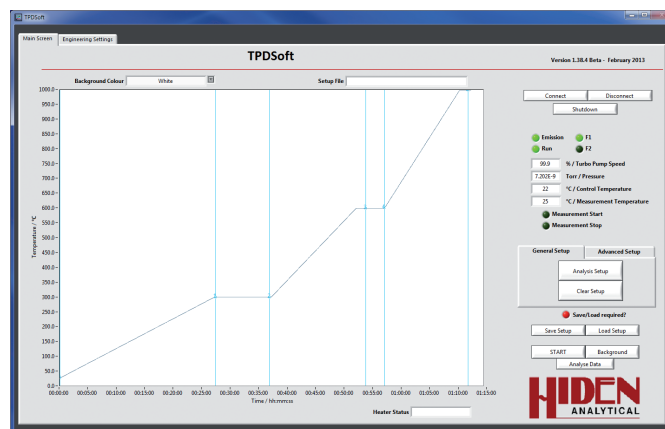 TPDSoft
Main Screen Engineering Settings
TPDSoft
Version 1.38.4 Beta - February 2013
Background Colour White Setup File
Connect Disconnect
Shutdown
Emission F1
Run F2
99.9 % / Turbo Pump Speed
7.202E-9 Torr / Pressure
22 °C / Control Temperature
25 °C / Measurement Temperature
Measurement Start
Measurement Stop
General Setup Advanced Setup
Analysis Setup
Clear Setup
Save/Load required?
Save Setup Load Setup
START Background
Analyse Data
HIDEN
ANALYTICAL
Temperature / °C
1000.0
950.0
900.0
850.0
800.0
750.0
700.0
650.0
600.0
550.0
500.0
450.0
400.0
350.0
300.0
250.0
200.0
150.0
100.0
50.0
0.0
00:00:00 00:05:00 00:10:00 00:15:00 00:20:00 00:25:00 00:30:00 00:35:00 00:40:00 00:45:00 00:50:00 00:55:00 01:00:00 01:05:00 01:10:00 01:15:00
Time / hh:mm:ss
Heater Status